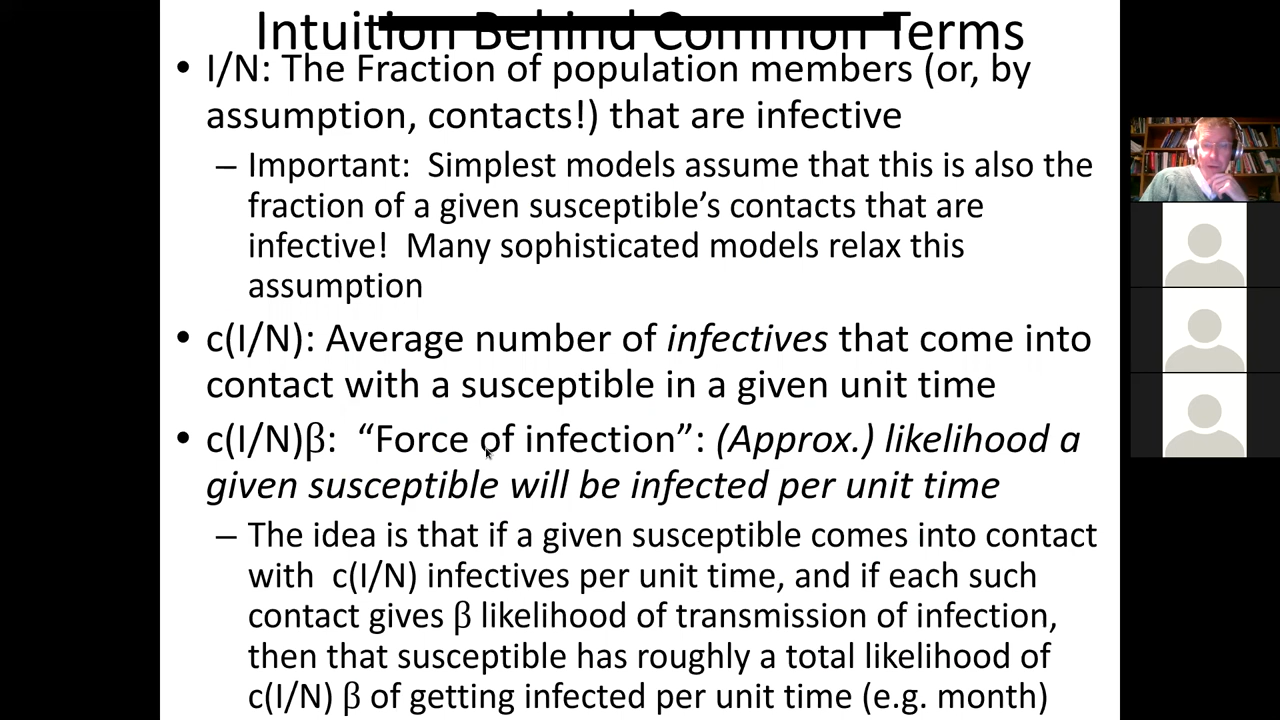 Intuition Behind Common Terms
• I/N: The Fraction of population members (or, by
assumption, contacts!) that are infective
– Important:  Simplest models assume that this is also the
fraction of a given susceptible’s contacts that are
infective!  Many sophisticated models relax this
assumption
• c(I/N): Average number of infectives that come into
contact with a susceptible in a given unit time
• c(I/N)β:  “Force of infection”: (Approx.) likelihood a
given susceptible will be infected per unit time
– The idea is that if a given susceptible comes into contact
with  c(I/N) infectives per unit time, and if each such
contact gives β likelihood of transmission of infection,
then that susceptible has roughly a total likelihood of
c(I/N) β of getting infected per unit time (e.g. month)